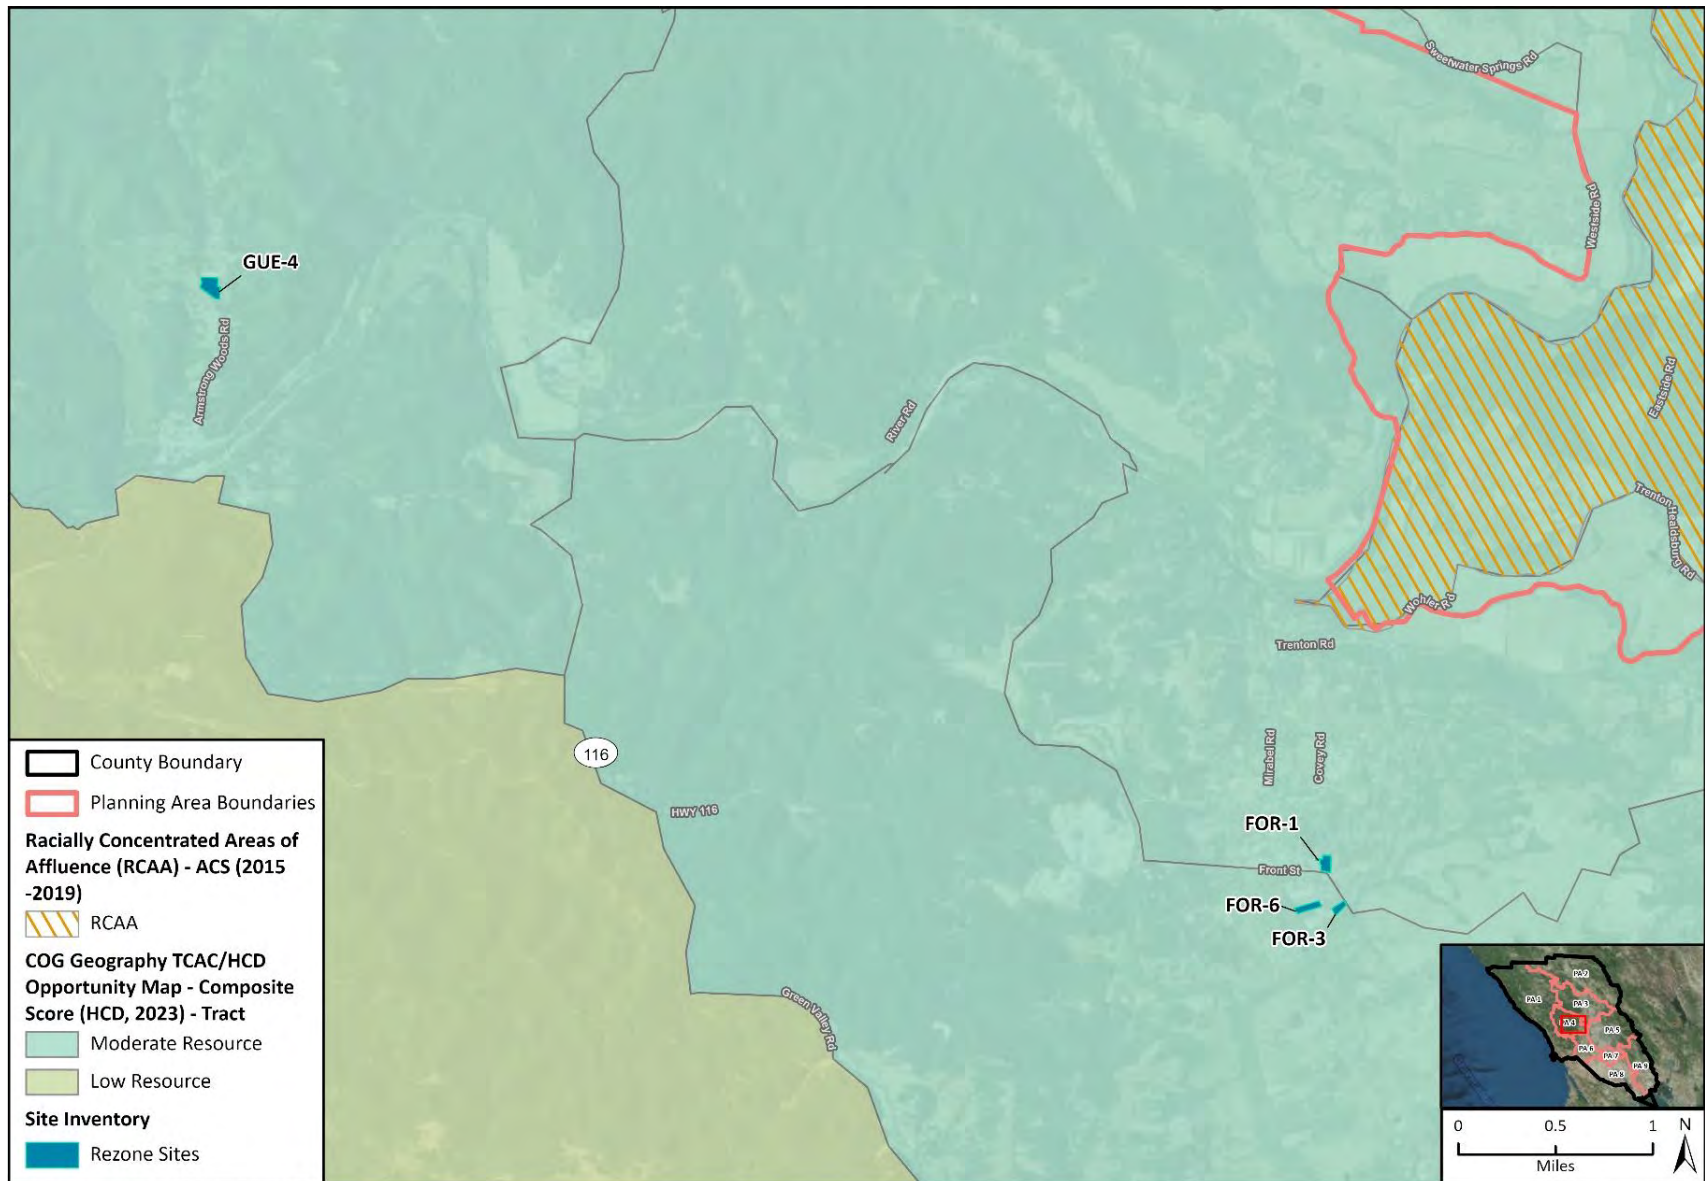 Sweetwater Springs Rd
Westside Rd
GUE-4
Armstrong Woods Rd
River Rd
Eastside Rd
Trenton Healdsburg Rd
Wohler Rd
Trenton Rd
Mirabel Rd
Covey Rd
116
HWY 116
FOR-1
Front St
FOR-6
FOR-3
Green Valley Rd
County Boundary
Planning Area Boundaries
Racially Concentrated Areas of
Affluence (RCAA) - ACS (2015
-2019)
RCAA
COG Geography TCAC/HCD
Opportunity Map - Composite
Score (HCD, 2023) - Tract
Moderate Resource
Low Resource
Site Inventory
Rezone Sites
PA 2
PA 1
PA 3
PA 5
PA 6
PA 7
PA 8
PA 9
0 0.5 1
Miles
N